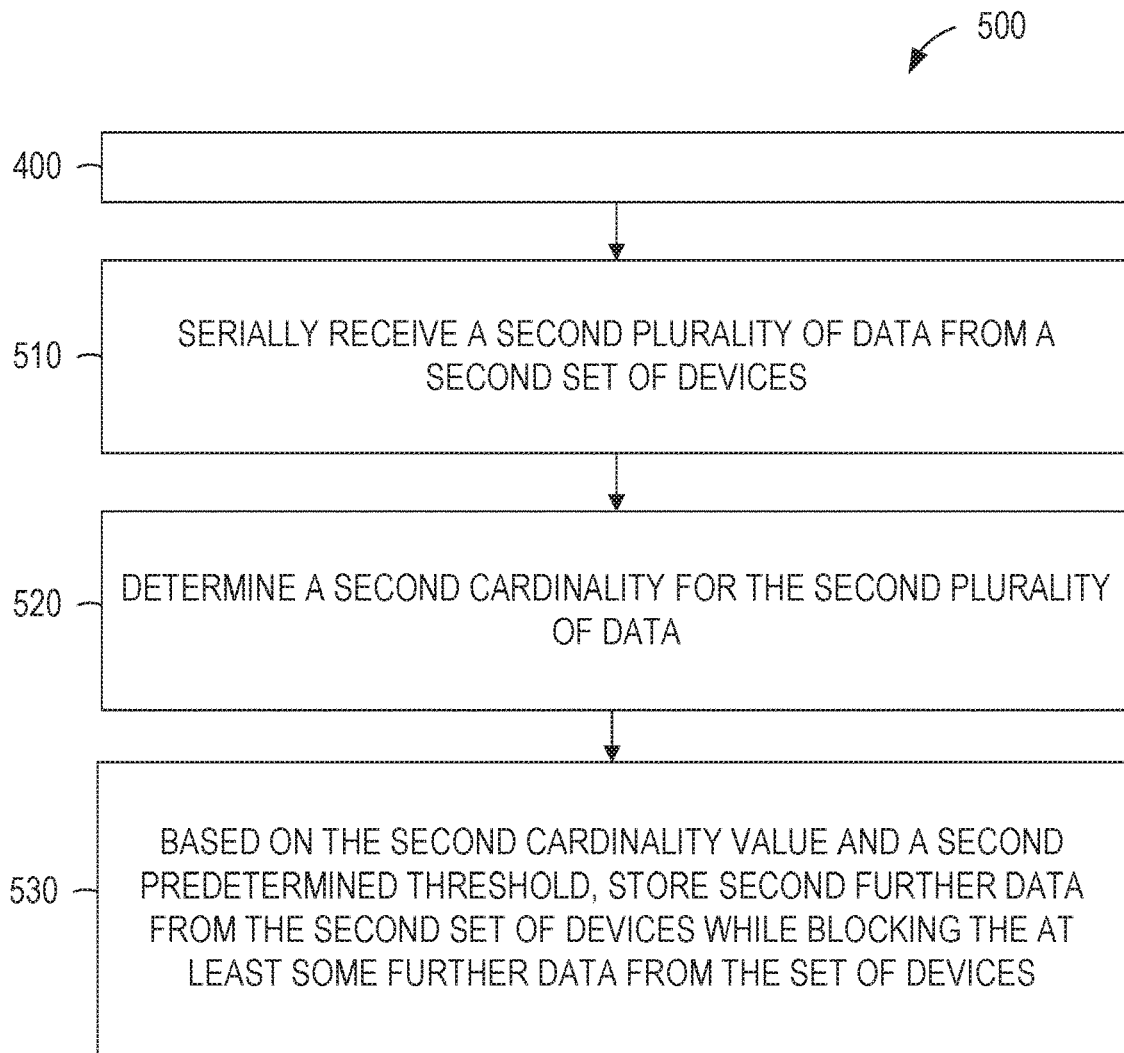 500
400
510
SERIALLY RECEIVE A SECOND PLURALITY OF DATA FROM A
SECOND SET OF DEVICES
520
DETERMINE A SECOND CARDINALITY FOR THE SECOND PLURALITY
OF DATA
530
BASED ON THE SECOND CARDINALITY VALUE AND A SECOND
PREDETERMINED THRESHOLD, STORE SECOND FURTHER DATA
FROM THE SECOND SET OF DEVICES WHILE BLOCKING THE AT
LEAST SOME FURTHER DATA FROM THE SET OF DEVICES